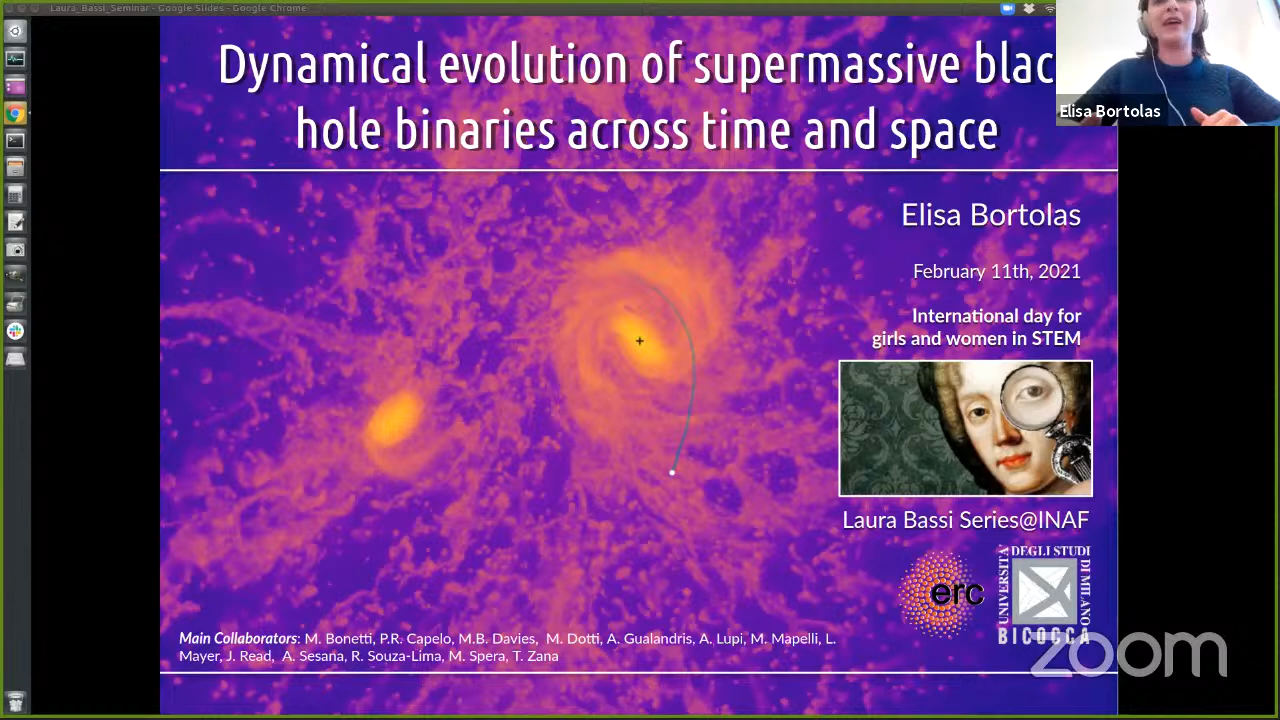 Laura_Bassi_Seminar - Google Slides - Google Chrome
Dynamical evolution of supermassive blac
hole binaries across time and space
Elisa Bortolas
Elisa Bortolas
February 11th, 2021
International day for
girls and women in STEM
Laura Bassi Series@INAF
erc
UNIVERSITÀ
DEGLI STUDI
DI MILANO
BICOCCA
Main Collaborators: M. Bonetti, P.R. Capelo, M.B. Davies, M. Dotti, A. Gualandris, A. Lupi, M. Mapelli, L.
Mayer, J. Read, A. Sesana, R. Souza-Lima, M. Spera, T. Zana
zoom